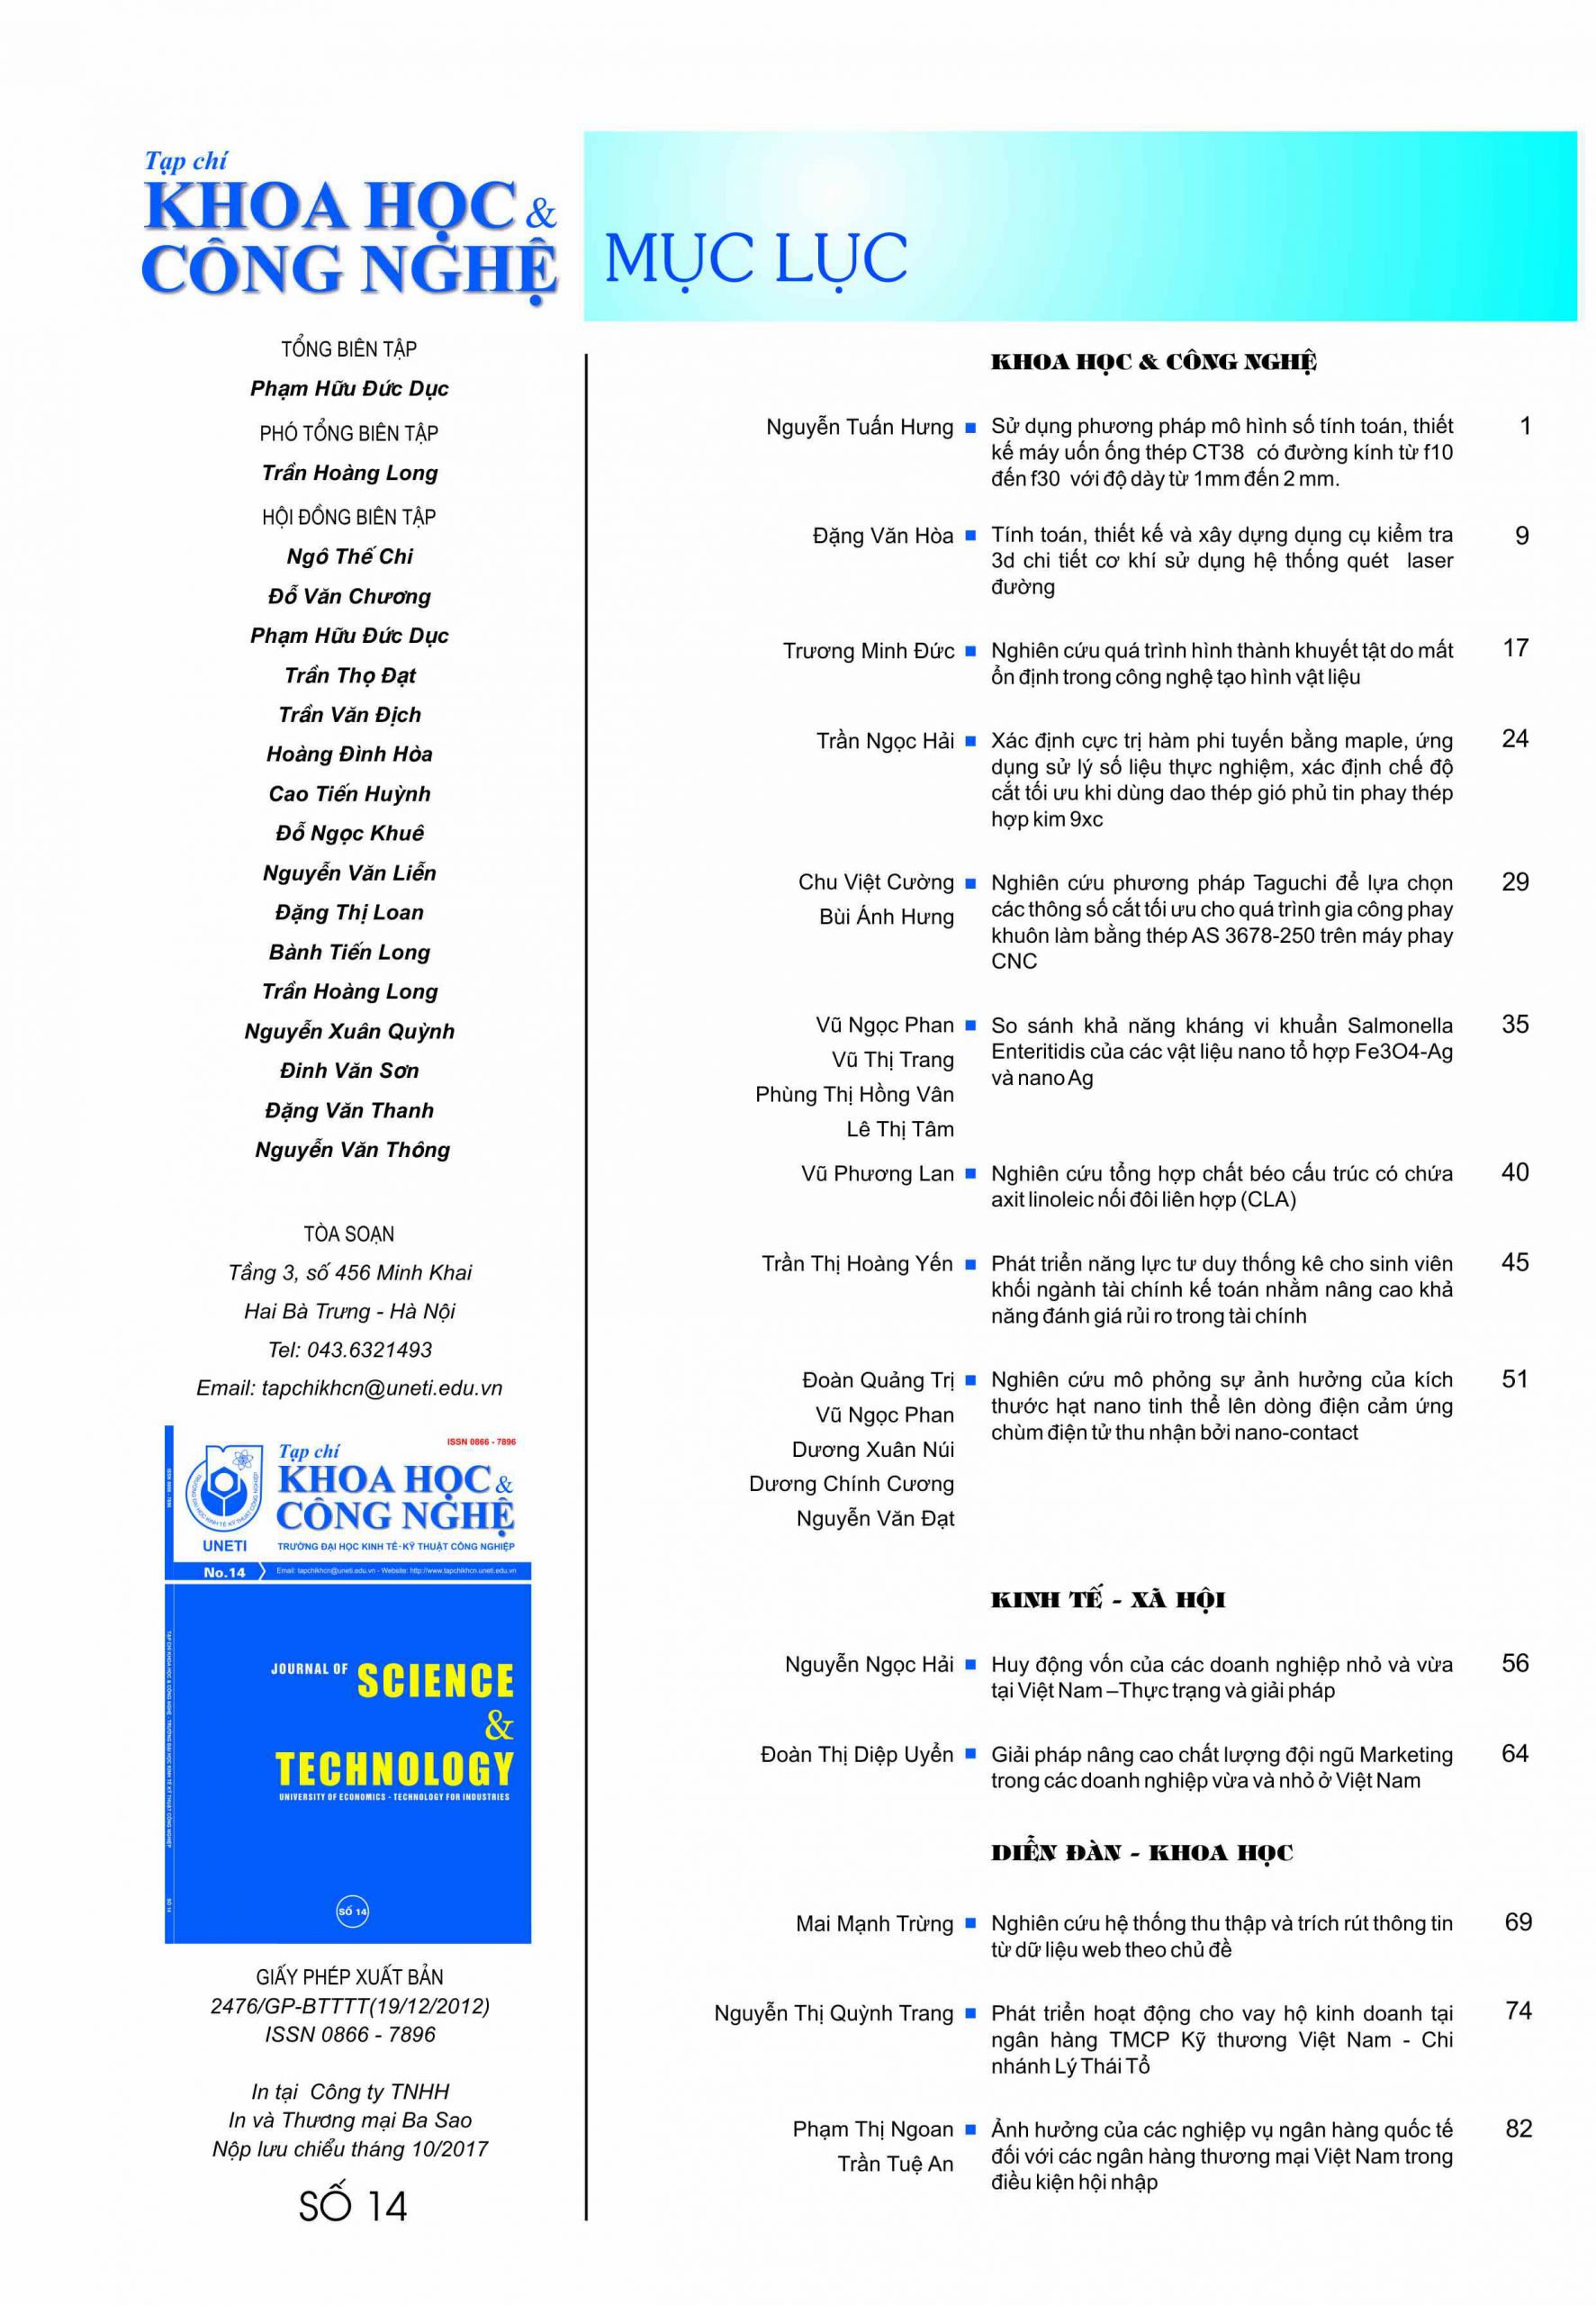 Tạp chí
KHOA HỌC &
CÔNG NGHỆ
MỤC LỤC
TỔNG BIÊN TẬP
Phạm Hữu Đức Dục
PHÓ TỔNG BIÊN TẬP
Trần Hoàng Long
HỘI ĐỒNG BIÊN TẬP
Ngô Thế Chi
Đỗ Văn Chương
Phạm Hữu Đức Dục
Trần Thọ Đạt
Trần Văn Địch
Hoàng Đình Hòa
Cao Tiến Huỳnh
Đỗ Ngọc Khuê
Nguyễn Văn Liễn
Đặng Thị Loan
Bành Tiến Long
Trần Hoàng Long
Nguyễn Xuân Quỳnh
Đinh Văn Sơn
Đặng Văn Thanh
Nguyễn Văn Thông
TÒA SOẠN
Tầng 3, số 456 Minh Khai
Hai Bà Trưng - Hà Nội
Tel: 043.6321493
Email: tapchikhcn@uneti.edu.vn
ISSN 0866 - 7896
Tạp chí
KHOA HỌC &
CÔNG NGHỆ
UNETI
TRƯỜNG ĐẠI HỌC KINH TẾ - KỸ THUẬT CÔNG NGHIỆP
No.14
Email: tapchikhcn@uneti.edu.vn - Website: http://www.tapchikhcn.uneti.edu.vn
JOURNAL OF SCIENCE
&
TECHNOLOGY
UNIVERSITY OF ECONOMICS - TECHNOLOGY FOR INDUSTRIES
SỐ 14
GIẤY PHÉP XUẤT BẢN
2476/GP-BTTTT(19/12/2012)
ISSN 0866 - 7896
In tại Công ty TNHH
In và Thương mại Ba Sao
Nộp lưu chiểu tháng 10/2017
SỐ 14
KHOA HỌC & CÔNG NGHỆ
Nguyễn Tuấn Hưng ■ Sử dụng phương pháp mô hình số tính toán, thiết 1
kế máy uốn ống thép CT38 có đường kính từ f10
đến f30 với độ dày từ 1mm đến 2 mm.
Đặng Văn Hòa ■ Tính toán, thiết kế và xây dựng dụng cụ kiểm tra 9
3d chi tiết cơ khí sử dụng hệ thống quét laser
đường
Trương Minh Đức ■ Nghiên cứu quá trình hình thành khuyết tật do mất 17
ổn định trong công nghệ tạo hình vật liệu
Trần Ngọc Hải ■ Xác định cực trị hàm phi tuyến bằng maple, ứng 24
dụng sử lý số liệu thực nghiệm, xác định chế độ
cắt tối ưu khi dùng dao thép gió phủ tin phay thép
hợp kim 9xc
Chu Việt Cường ■ Nghiên cứu phương pháp Taguchi để lựa chọn 29
Bùi Ánh Hưng các thông số cắt tối ưu cho quá trình gia công phay
khuôn làm bằng thép AS 3678-250 trên máy phay
CNC
Vũ Ngọc Phan ■ So sánh khả năng kháng vi khuẩn Salmonella 35
Vũ Thị Trang Enteritidis của các vật liệu nano tổ hợp Fe3O4-Ag
Phùng Thị Hồng Vân và nano Ag
Lê Thị Tâm
Vũ Phương Lan ■ Nghiên cứu tổng hợp chất béo cấu trúc có chứa 40
axit linoleic nối đôi liên hợp (CLA)
Trần Thị Hoàng Yến ■ Phát triển năng lực tư duy thống kê cho sinh viên 45
khối ngành tài chính kế toán nhằm nâng cao khả
năng đánh giá rủi ro trong tài chính
Đoàn Quảng Trị ■ Nghiên cứu mô phỏng sự ảnh hưởng của kích 51
Vũ Ngọc Phan thước hạt nano tinh thể lên dòng điện cảm ứng
Dương Xuân Núi chùm điện tử thu nhận bởi nano-contact
Dương Chính Cương
Nguyễn Văn Đạt
KINH TẾ - XÃ HỘI
Nguyễn Ngọc Hải ■ Huy động vốn của các doanh nghiệp nhỏ và vừa 56
tại Việt Nam –Thực trạng và giải pháp
Đoàn Thị Diệp Uyển ■ Giải pháp nâng cao chất lượng đội ngũ Marketing 64
trong các doanh nghiệp vừa và nhỏ ở Việt Nam
DIỄN ĐÀN - KHOA HỌC
Mai Mạnh Trừng ■ Nghiên cứu hệ thống thu thập và trích rút thông tin 69
từ dữ liệu web theo chủ đề
Nguyễn Thị Quỳnh Trang ■ Phát triển hoạt động cho vay hộ kinh doanh tại 74
ngân hàng TMCP Kỹ thương Việt Nam - Chi
nhánh Lý Thái Tổ
Phạm Thị Ngoan ■ Ảnh hưởng của các nghiệp vụ ngân hàng quốc tế 82
Trần Tuệ An đối với các ngân hàng thương mại Việt Nam trong
điều kiện hội nhập